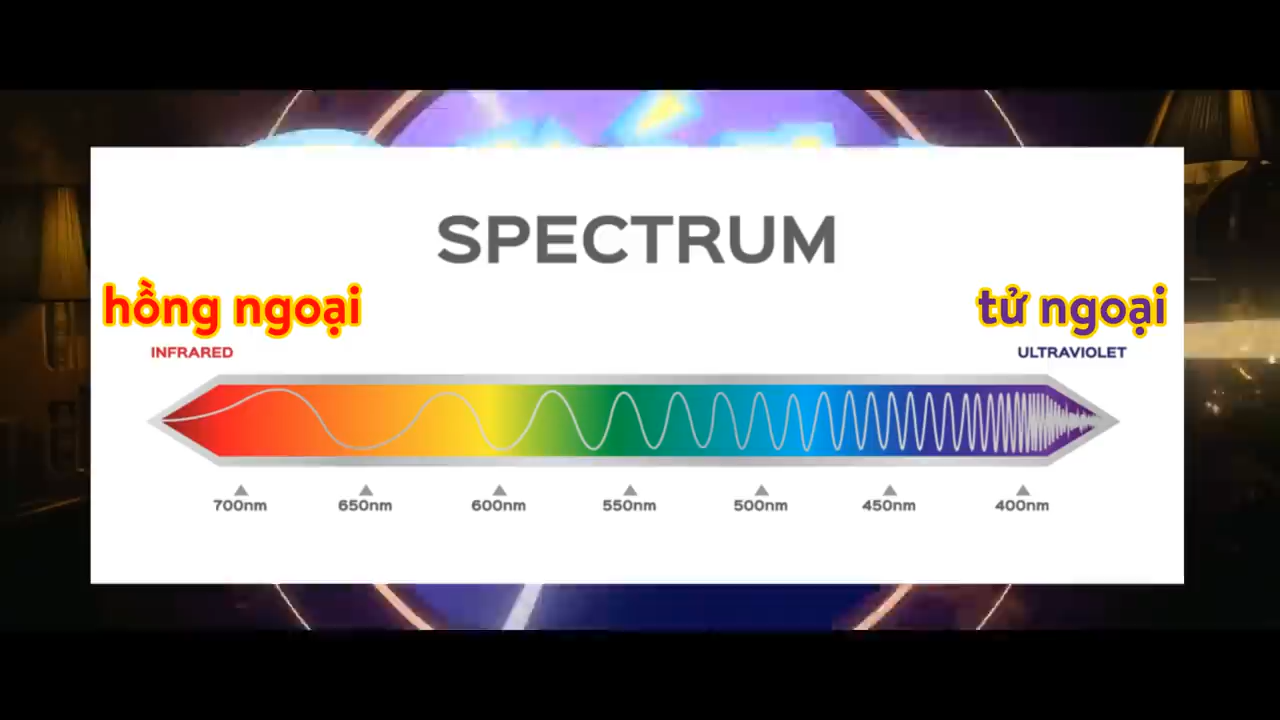 SPECTRUM
hồng ngoại
tử ngoại
INFRARED
ULTRAVIOLET
700nm
650nm
600nm
550nm
500nm
450nm
400nm